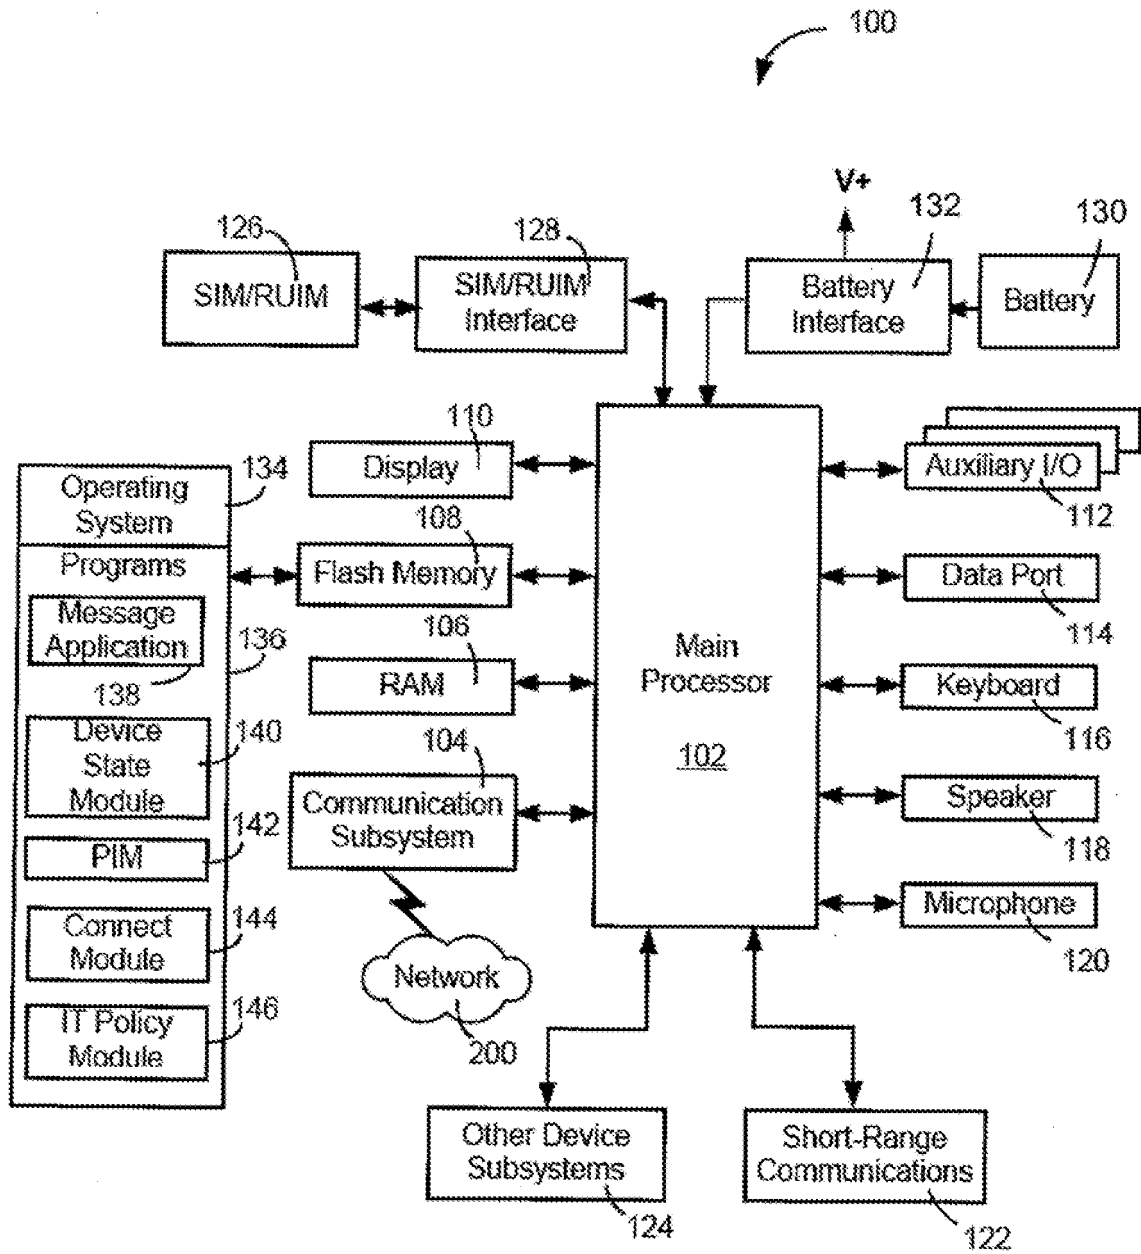 100
V+
126
128
132
130
SIM/RUIM
SIM/RUIM
Interface
Battery
Interface
Battery
110
Display
Auxiliary I/O
112
Operating
System
134
108
Flash Memory
Data Port
114
Programs
Message
Application
136
138
106
RAM
Main
Processor
102
Keyboard
116
Device
State
Module
140
104
Communication
Subsystem
Speaker
118
PIM
142
Microphone
120
Connect
Module
144
Network
200
IT Policy
Module
146
Other Device
Subsystems
124
Short-Range
Communications
122